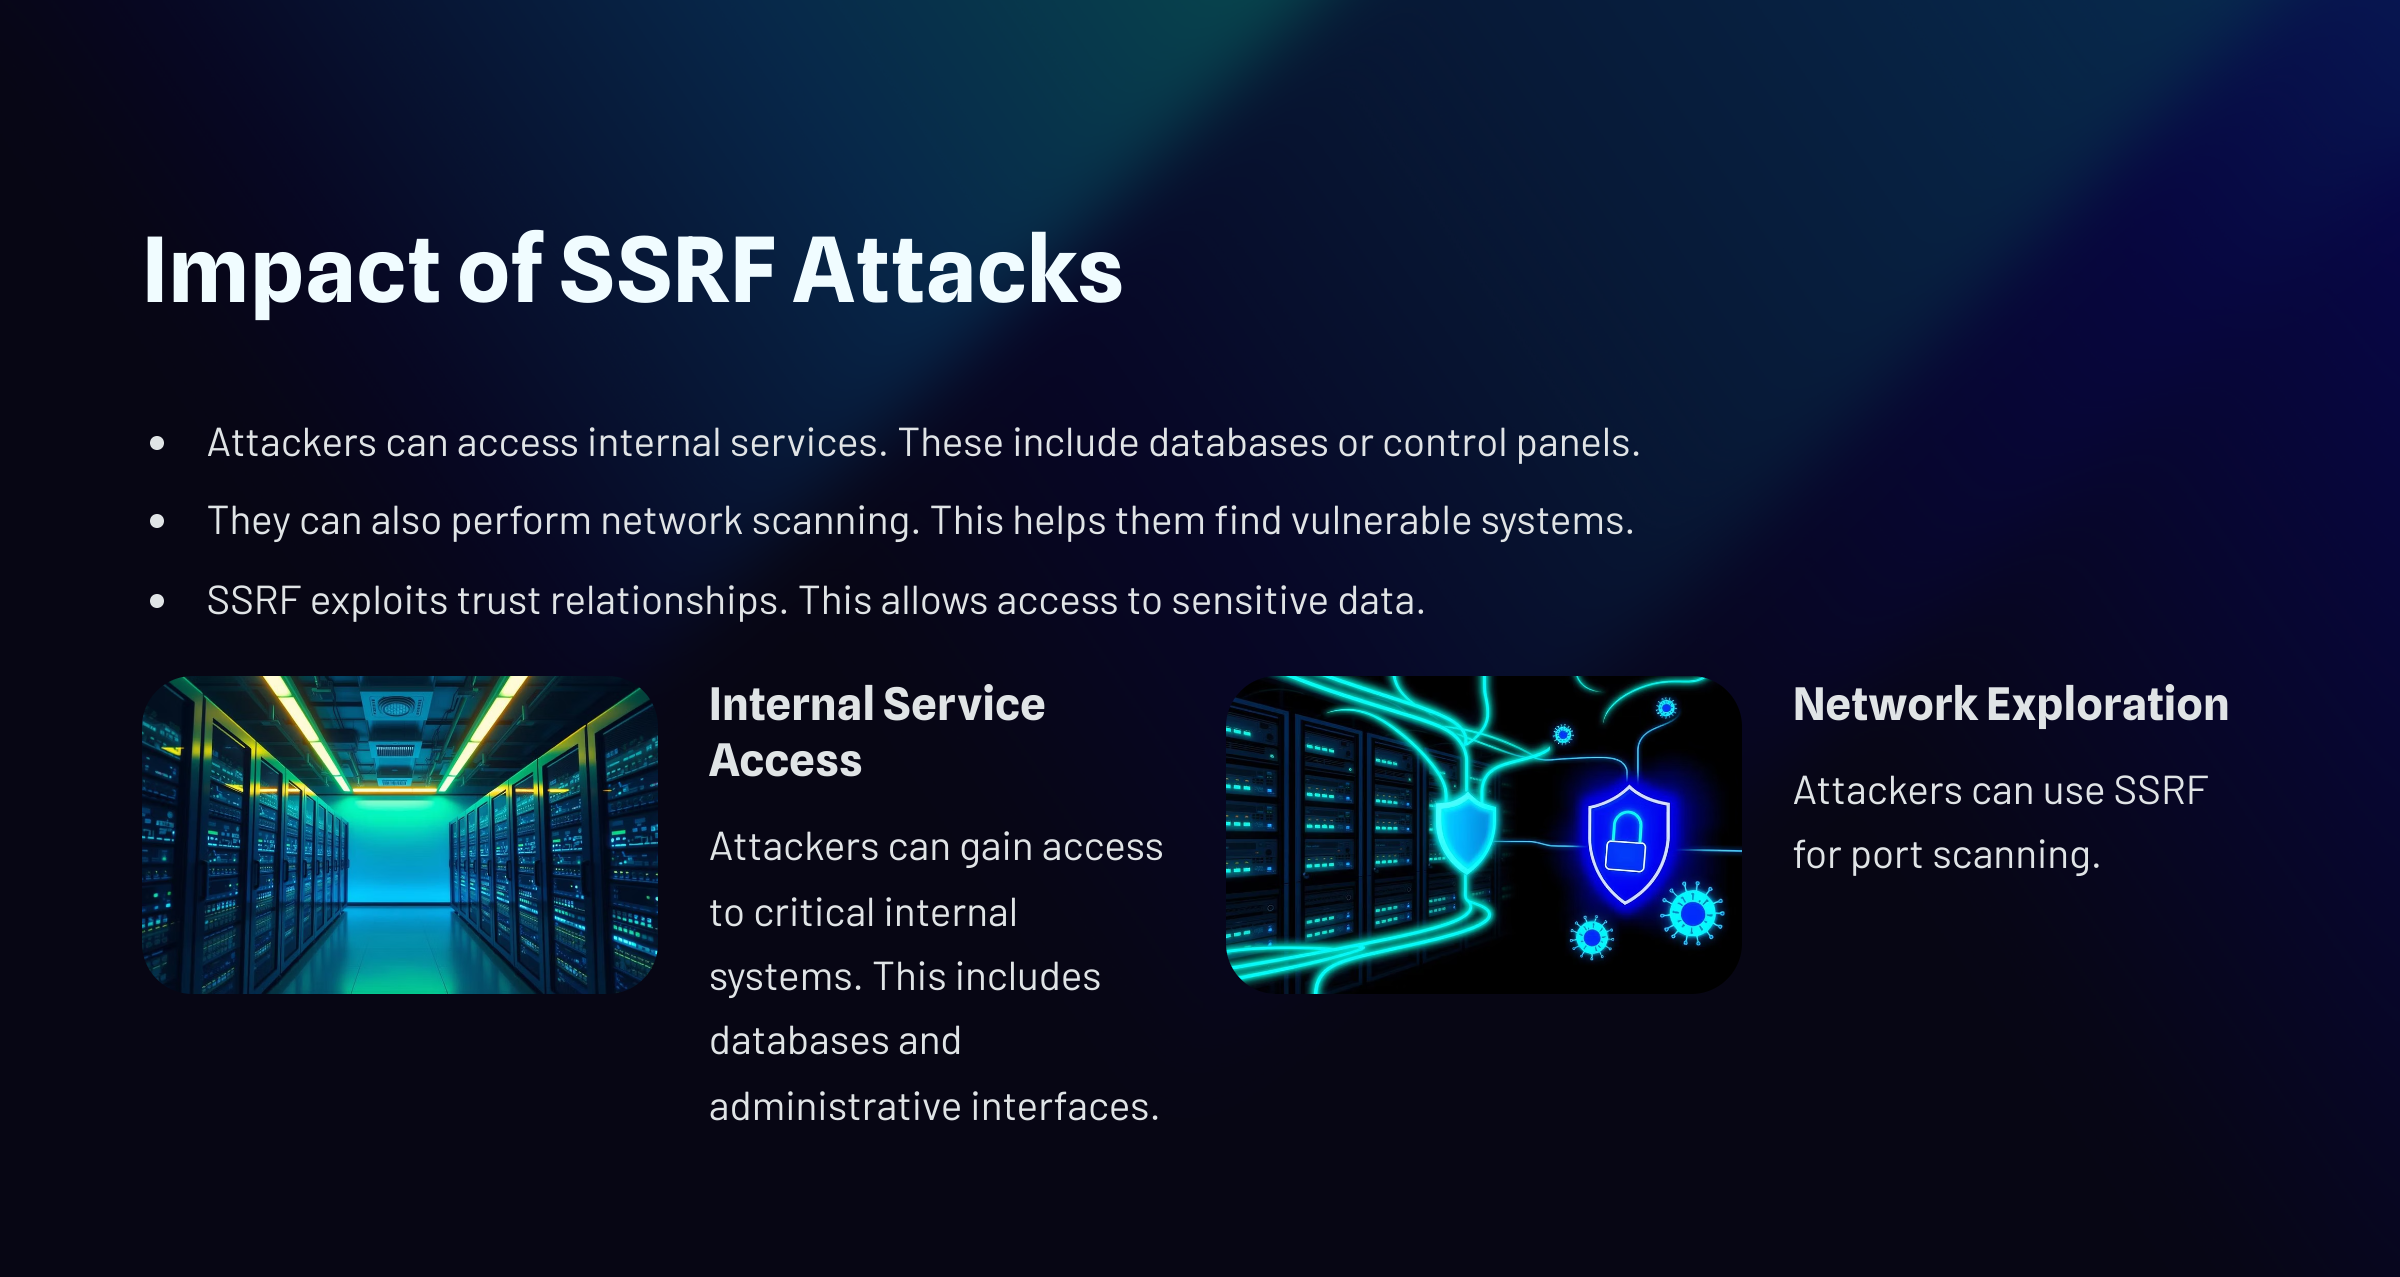 Impact of SSRF Attacks
• Attackers can access internal services. These include databases or control panels.
• They can also perform network scanning. This helps them find vulnerable systems.
• SSRF exploits trust relationships. This allows access to sensitive data.
Internal Service
Access
Attackers can gain access
to critical internal
systems. This includes
databases and
administrative interfaces.
Network Exploration
Attackers can use SSRF
for port scanning.